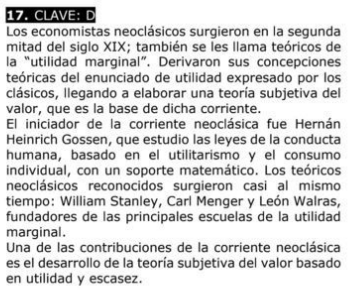 17. CLAVE: D
Los economistas neoclásicos surgieron en la segunda
mitad del siglo XIX; también se les llama teóricos de
la "utilidad marginal". Derivaron sus concepciones
teóricas del enunciado de utilidad expresado por los
clásicos, llegando a elaborar una teoría subjetiva del
valor, que es la base de dicha corriente.
El iniciador de la corriente neoclásica fue Hernán
Heinrich Gossen, que estudio las leyes de la conducta
humana, basado en el utilitarismo y el consumo
individual, con un soporte matemático. Los teóricos
neoclásicos reconocidos surgieron casi al mismo
tiempo: William Stanley, Carl Menger y León Walras,
fundadores de las principales escuelas de la utilidad
marginal.
Una de las contribuciones de la corriente neoclásica
es el desarrollo de la teoría subjetiva del valor basado
en utilidad y escasez.